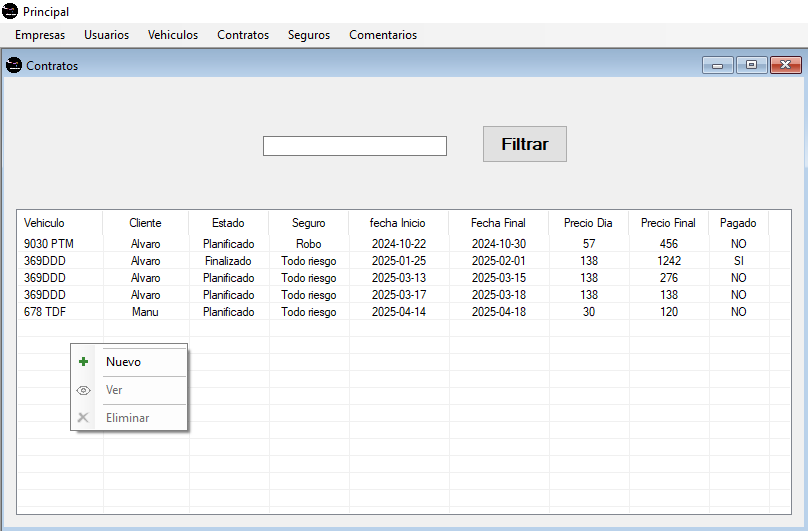 Principal
Empresas Usuarios Vehiculos Contratos Seguros Comentarios
Contratos
Filtrar
Vehiculo Cliente Estado Seguro fecha Inicio Fecha Final Precio Dia Precio Final Pagado
9030 PTM Alvaro Planificado Robo 2024-10-22 2024-10-30 57 456 NO
369DDD Alvaro Finalizado Todo riesgo 2025-01-25 2025-02-01 138 1242 SI
369DDD Alvaro Planificado Todo riesgo 2025-03-13 2025-03-15 138 276 NO
369DDD Alvaro Planificado Todo riesgo 2025-03-17 2025-03-18 138 138 NO
678 TDF Manu Planificado Todo riesgo 2025-04-14 2025-04-18 30 120 NO
Nuevo
Ver
Eliminar